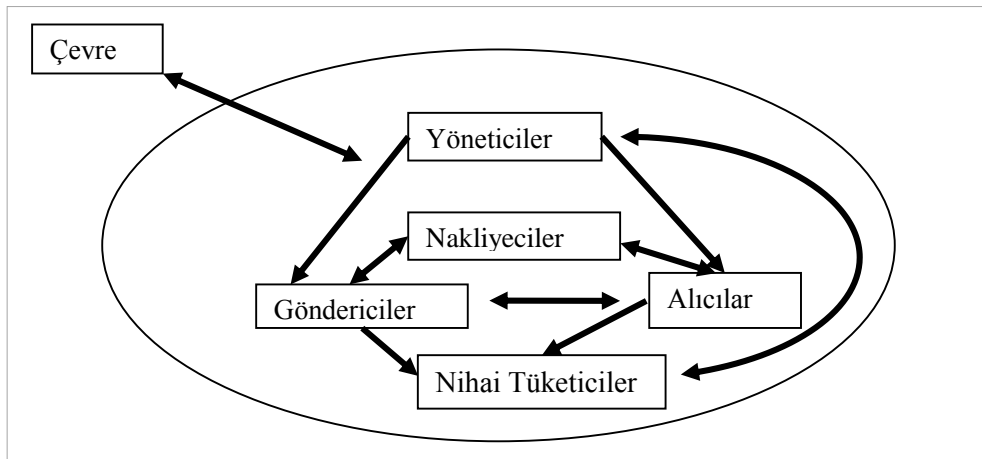 Çevre
Yöneticiler
Nakliyeciler
Göndericiler
Alıcılar
Nihai Tüketiciler